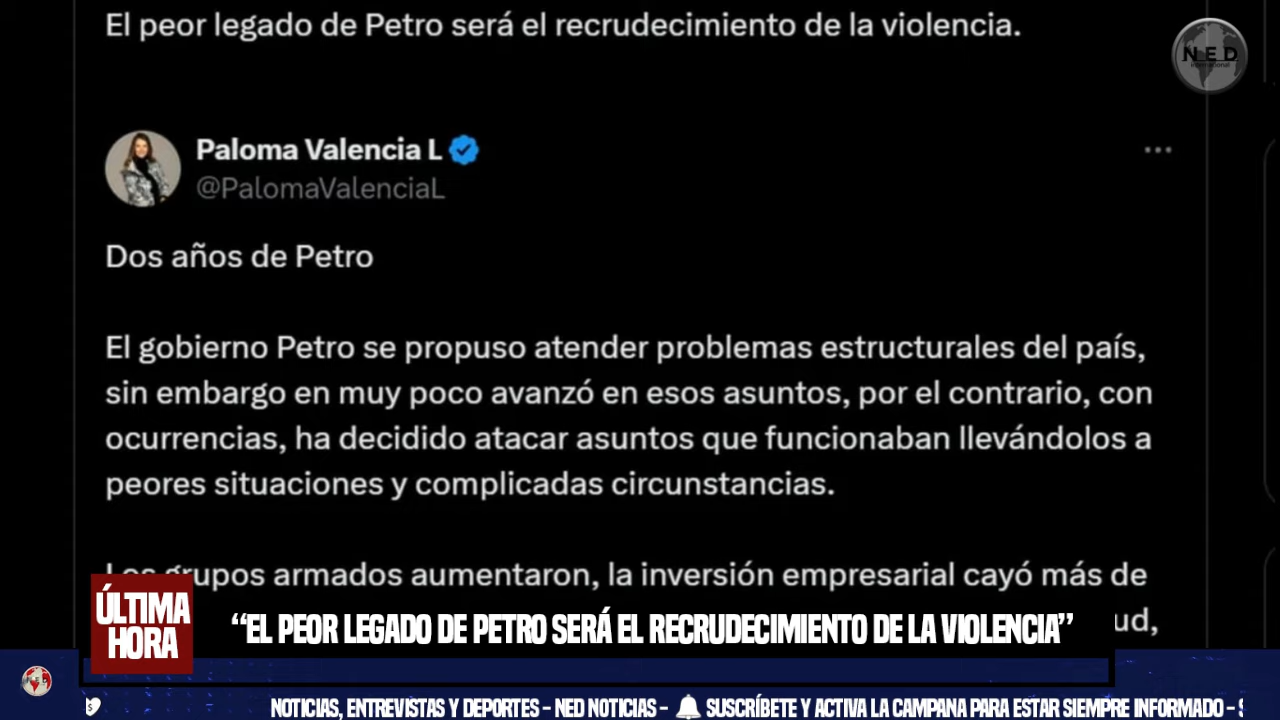 El peor legado de Petro será el recrudecimiento de la violencia.
NED
International
Paloma Valencia L
@PalomaValenciaL
Dos años de Petro
El gobierno Petro se propuso atender problemas estructurales del país,
sin embargo en muy poco avanzó en esos asuntos, por el contrario, con
ocurrencias, ha decidido atacar asuntos que funcionaban llevándolos a
peores situaciones y complicadas circunstancias.
Los grupos armados aumentaron, la inversión empresarial cayó más de
ud,
ÚLTIMA
HORA
“EL PEOR LEGADO DE PETRO SERÁ EL RECRUDECIMIENTO DE LA VIOLENCIA”
NOTICIAS, ENTREVISTAS Y DEPORTES - NED NOTICIAS - SUSCRÍBETE Y ACTIVA LA CAMPANA PARA ESTAR SIEMPRE INFORMADO -